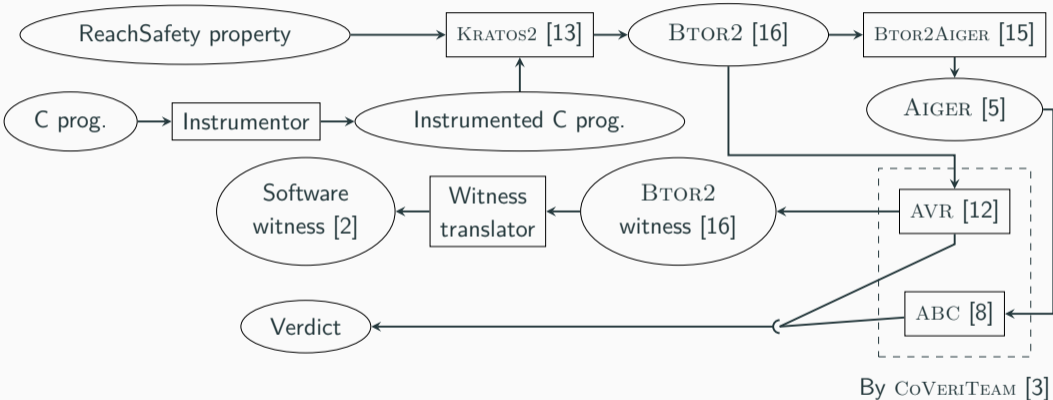 ReachSafety property
KRATOS2 [13]
BTOR2 [16]
BTOR2AIGER [15]
C prog.
Instrumentor
Instrumented C prog.
AIGER [5]
Software
witness [2]
Witness
translator
BTOR2
witness [16]
AVR [12]
Verdict
ABC [8]
By COVERITEAM [3]